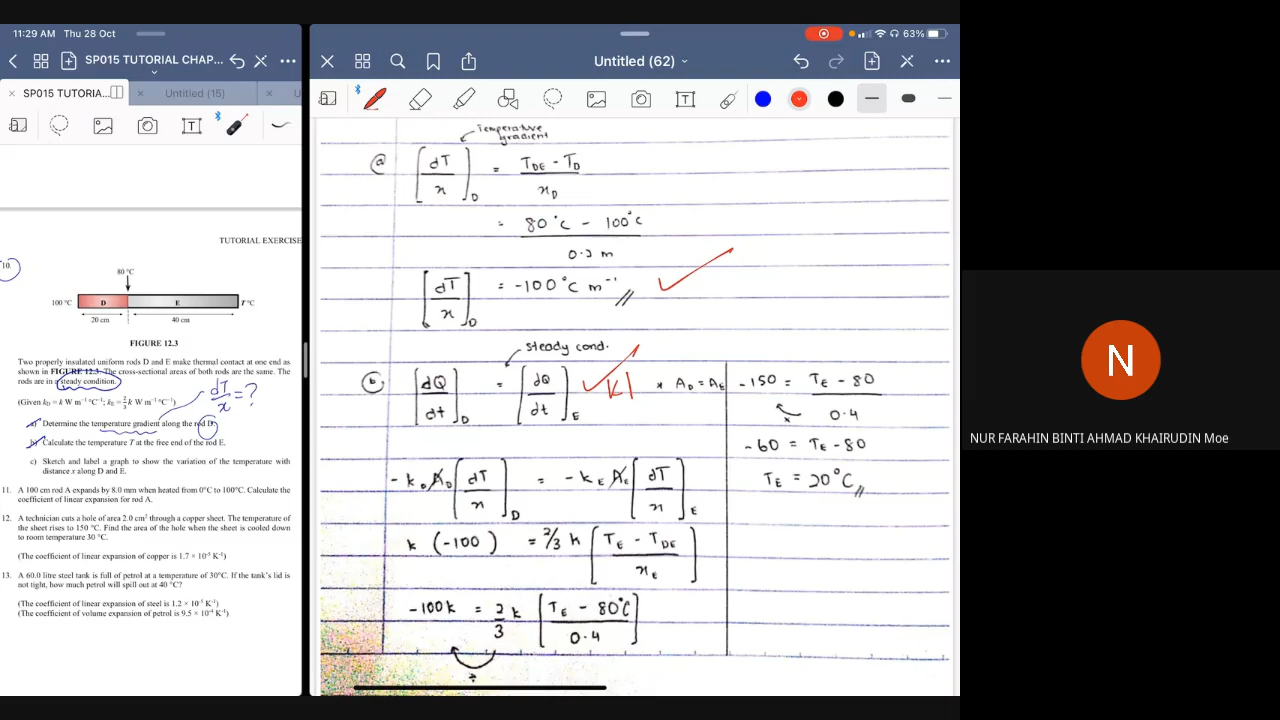 11:29 AM Thu 28 Oct
63%
SP015 TUTORIAL CHAP...
Untitled (62)
SP015 TUTORIA...
Untitled (15)
U
TUTORIAL EXERCISE
10.
80 °C
100 °C
D
E
T °C
20 cm
40 cm
FIGURE 12.3
Two properly insulated uniform rods D and E make thermal contact at one end as
shown in FIGURE 12.3. The cross-sectional areas of both rods are the same. The
rods are in a steady condition.
dT/x = ?
(Given kD = k W m⁻¹ °C⁻¹; kE = 2/3 k W m⁻¹ °C⁻¹)
a) Determine the temperature gradient along the rod D.
b) Calculate the temperature T at the free end of the rod E.
c) Sketch and label a graph to show the variation of the temperature with
distance x along D and E.
11. A 100 cm rod A expands by 8.0 mm when heated from 0°C to 100°C. Calculate the
coefficient of linear expansion for rod A.
12. A technician cuts a hole of area 2.0 cm² through a copper sheet. The temperature of
the sheet rises to 150 °C. Find the area of the hole when the sheet is cooled down
to room temperature 30 °C.
(The coefficient of linear expansion of copper is 1.7 × 10⁻⁵ K⁻¹)
13. A 60.0 litre steel tank is full of petrol at a temperature of 30°C. If the tank's lid is
not tight, how much petrol will spill out at 40 °C?
(The coefficient of linear expansion of steel is 1.2 × 10⁻⁵ K⁻¹)
(The coefficient of volume expansion of petrol is 9.5 × 10⁻⁴ K⁻¹)
Temperature
gradient
a [dT/x]D = TDE - TD / xD
= 80°C - 100°C / 0.2 m
[dT/x]D = -100°C m⁻¹ //
steady cond.
b [dQ/dt]D = [dQ/dt]E K1 * AD = AE
-kD AD [dT/x]D = -kE AE [dT/x]E
k (-100) = 2/3 k [TE - TDE / xE]
-100k = 2/3 k [TE - 80°C / 0.4]
-150 = TE - 80 / 0.4
x
-60 = TE - 80
TE = 20°C //
N
NUR FARAHIN BINTI AHMAD KHAIRUDIN Moe